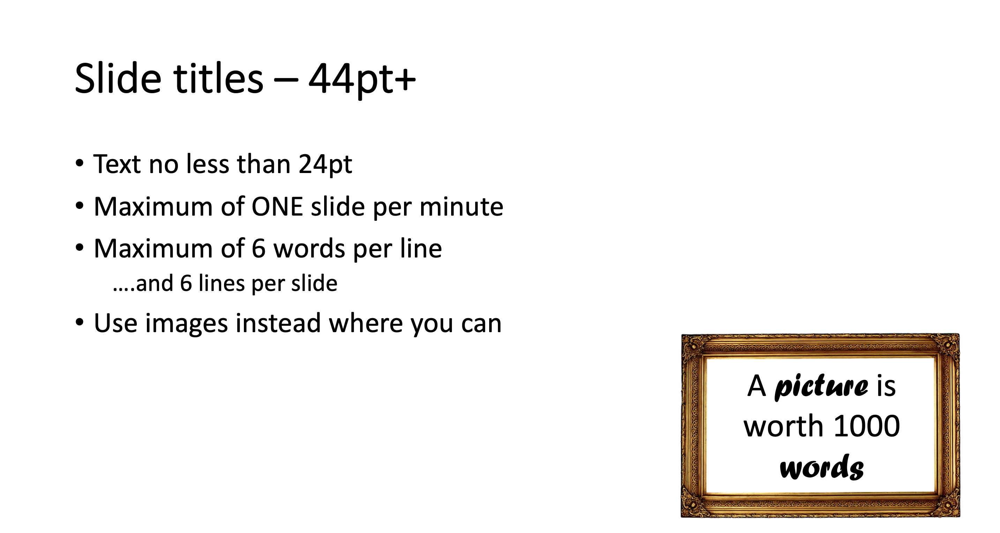 Slide titles – 44pt+
• Text no less than 24pt
• Maximum of ONE slide per minute
• Maximum of 6 words per line
….and 6 lines per slide
• Use images instead where you can
A picture is
worth 1000
words